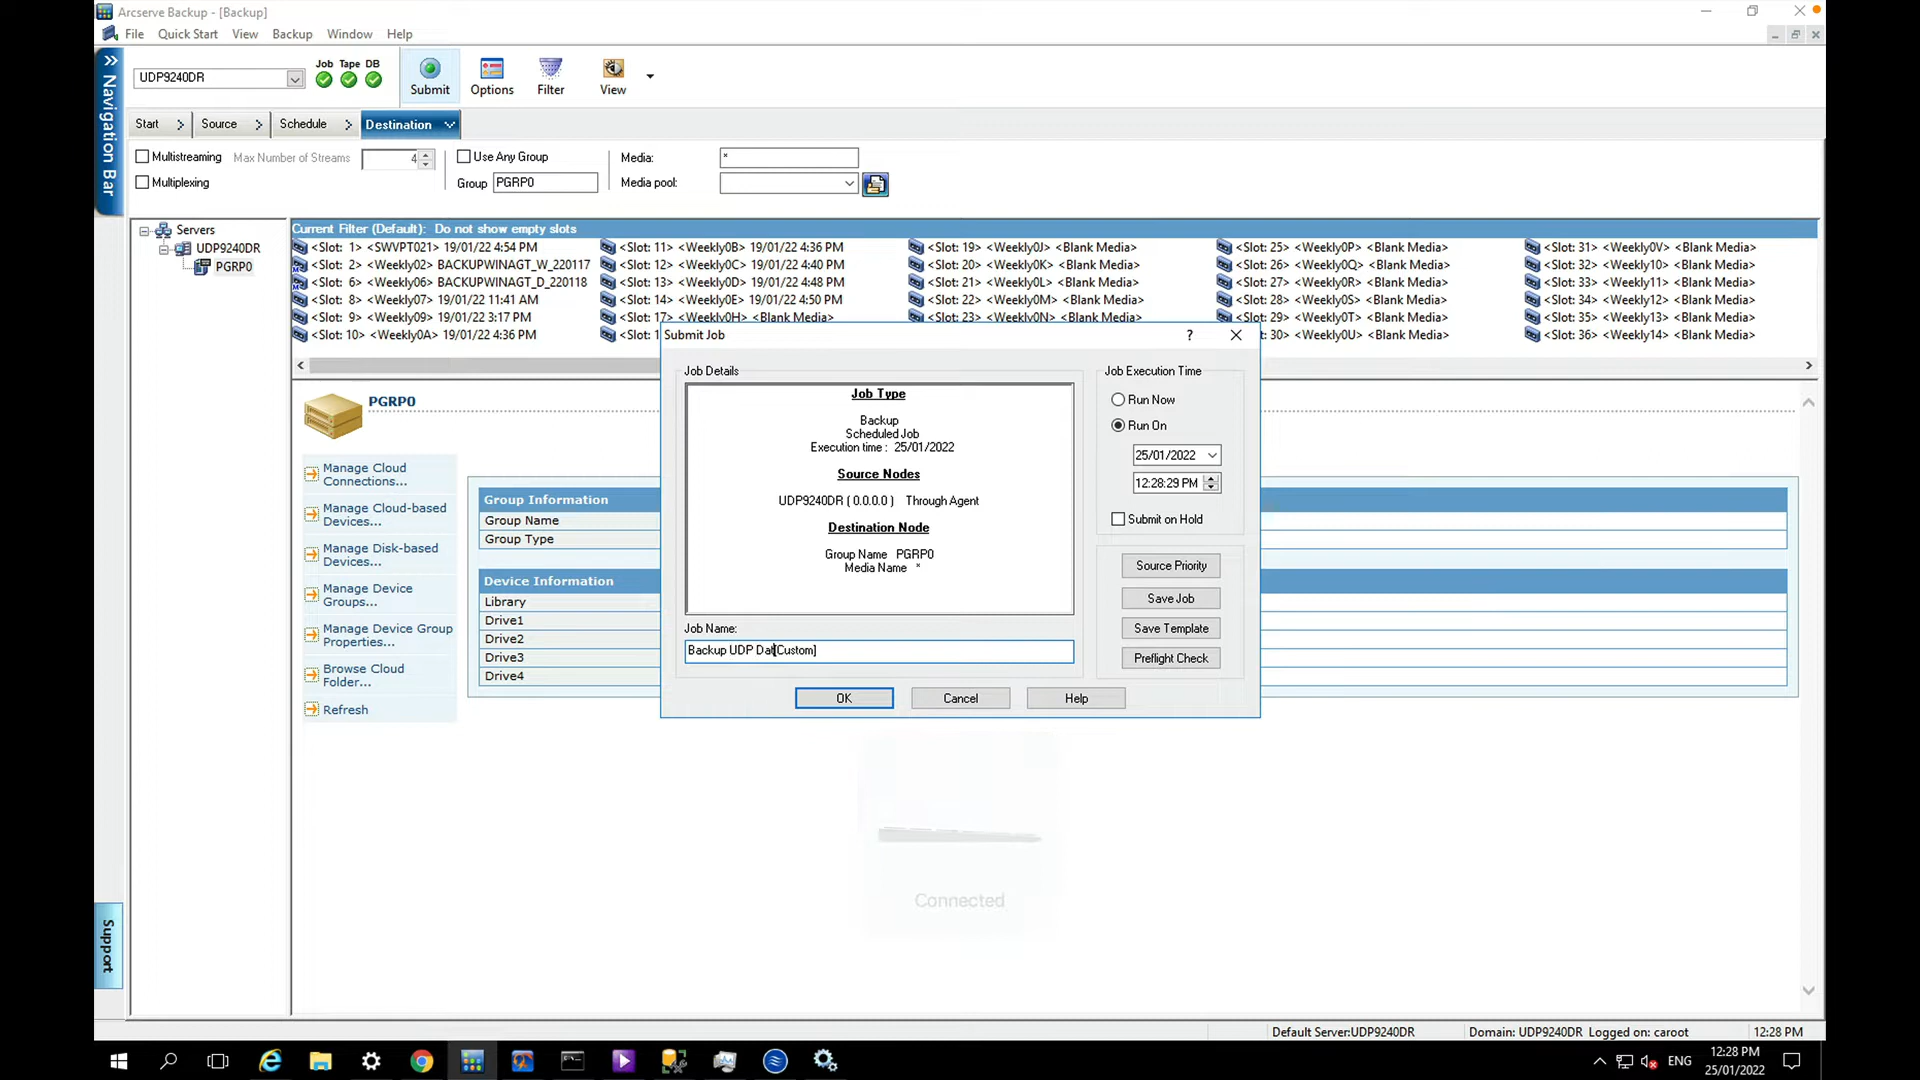 Arcserve Backup - [Backup]
File Quick Start View Backup Window Help
UDP9240DR
Job Tape DB
Submit
Options
Filter
View
Navigation Bar
Start
Source
Schedule
Destination
Multistreaming Max Number of Streams 4
Multiplexing
Use Any Group
Group PGRP0
Media: *
Media pool:
Servers
UDP9240DR
PGRP0
Current Filter (Default): Do not show empty slots
<Slot: 1> <SWVPT021> 19/01/22 4:54 PM
<Slot: 2> <Weekly02> BACKUPWINAGT_W_220117
<Slot: 6> <Weekly06> BACKUPWINAGT_D_220118
<Slot: 8> <Weekly07> 19/01/22 11:41 AM
<Slot: 9> <Weekly09> 19/01/22 3:17 PM
<Slot: 10> <Weekly0A> 19/01/22 4:36 PM
<Slot: 11> <Weekly0B> 19/01/22 4:36 PM
<Slot: 12> <Weekly0C> 19/01/22 4:40 PM
<Slot: 13> <Weekly0D> 19/01/22 4:48 PM
<Slot: 14> <Weekly0E> 19/01/22 4:50 PM
<Slot: 17> <Weekly0H> <Blank Media>
<Slot: 1
<Slot: 19> <Weekly0J> <Blank Media>
<Slot: 20> <Weekly0K> <Blank Media>
<Slot: 21> <Weekly0L> <Blank Media>
<Slot: 22> <Weekly0M> <Blank Media>
<Slot: 23> <Weekly0N> <Blank Media>
<Slot: 25> <Weekly0P> <Blank Media>
<Slot: 26> <Weekly0Q> <Blank Media>
<Slot: 27> <Weekly0R> <Blank Media>
<Slot: 28> <Weekly0S> <Blank Media>
<Slot: 29> <Weekly0T> <Blank Media>
30> <Weekly0U> <Blank Media>
<Slot: 31> <Weekly0V> <Blank Media>
<Slot: 32> <Weekly10> <Blank Media>
<Slot: 33> <Weekly11> <Blank Media>
<Slot: 34> <Weekly12> <Blank Media>
<Slot: 35> <Weekly13> <Blank Media>
<Slot: 36> <Weekly14> <Blank Media>
PGRP0
Manage Cloud
Connections...
Manage Cloud-based
Devices...
Manage Disk-based
Devices...
Manage Device
Groups...
Manage Device Group
Properties...
Browse Cloud
Folder...
Refresh
Group Information
Group Name
Group Type
Device Information
Library
Drive1
Drive2
Drive3
Drive4
Submit Job
Job Details
Job Type
Backup
Scheduled Job
Execution time : 25/01/2022
Source Nodes
UDP9240DR ( 0.0.0.0 ) Through Agent
Destination Node
Group Name PGRP0
Media Name *
Job Name:
Backup UDP Dat[Custom]
OK
Cancel
Help
Job Execution Time
Run Now
Run On
25/01/2022
12:28:29 PM
Submit on Hold
Source Priority
Save Job
Save Template
Preflight Check
Connected
Support
Default Server:UDP9240DR
Domain: UDP9240DR Logged on: caroot
12:28 PM
ENG
12:28 PM
25/01/2022